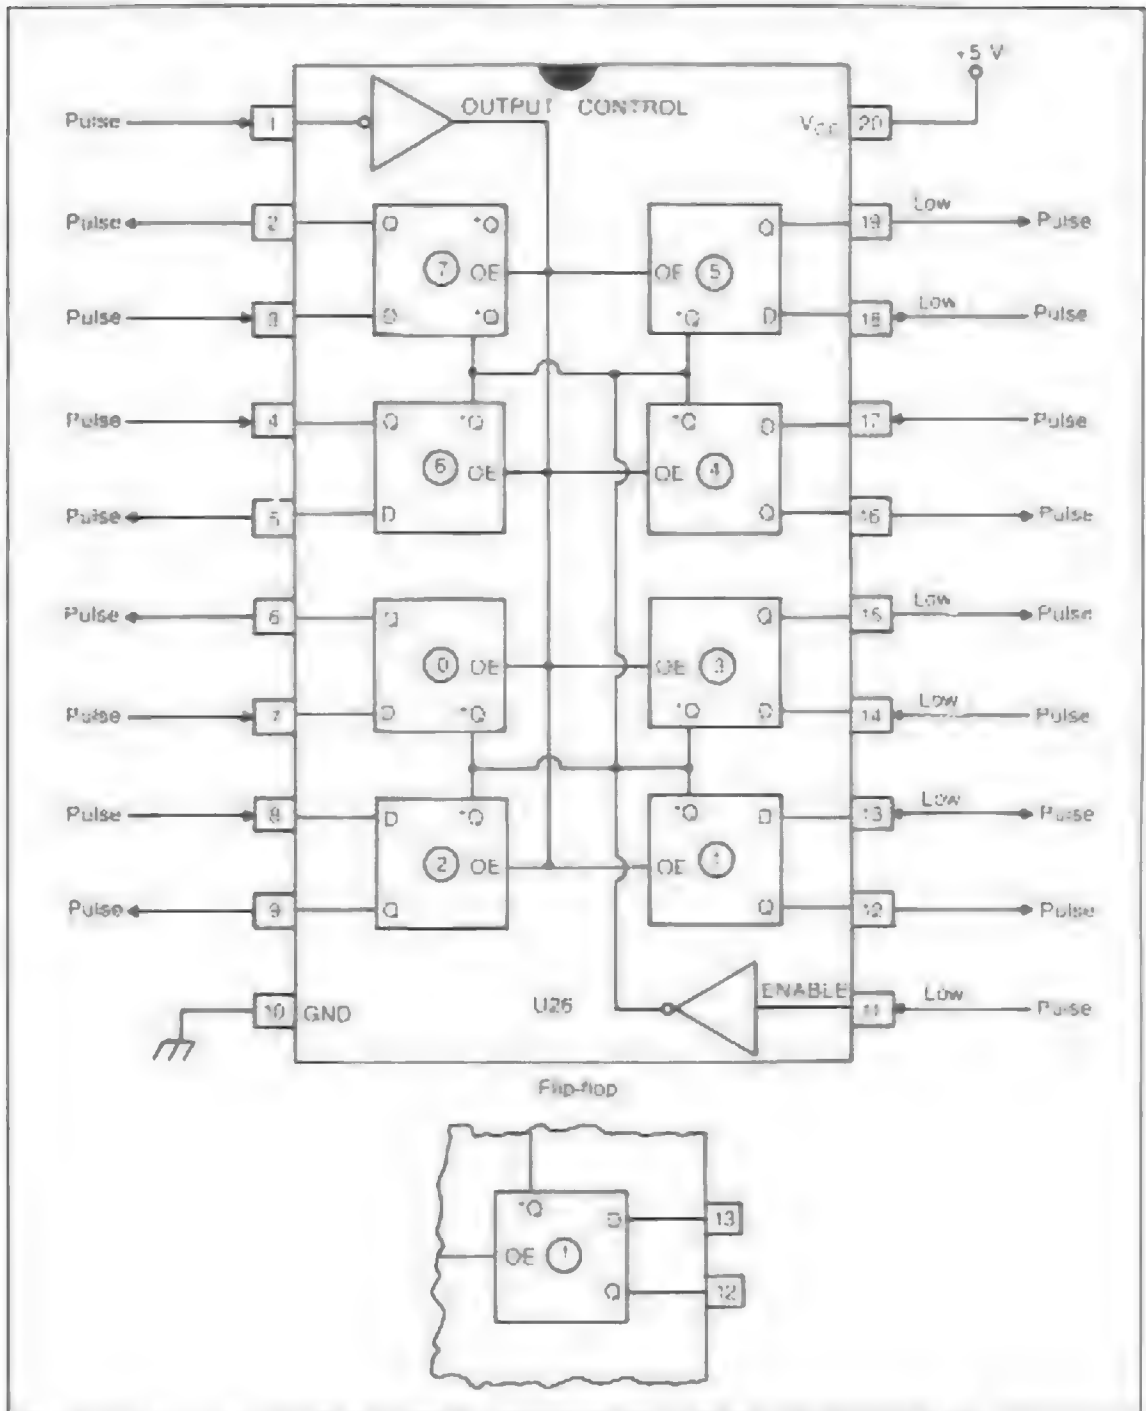 +5 V
OUTPUT CONTROL
Pulse 1
VCC 20
Pulse 2 Q *Q
Q 19 Low Pulse
7 OE
OE 5
Pulse 3 D *Q
*Q D 18 Low Pulse
Pulse 4 Q *Q
*Q D 17 Pulse
6 OE
OE 4
Pulse 5 D
Q 16 Pulse
Pulse 6 Q
Q 15 Low Pulse
0 OE
OE 3
Pulse 7 D *Q
*Q D 14 Low Pulse
Pulse 8 D *Q
*Q D 13 Low Pulse
2 OE
OE 1
Pulse 9 Q
Q 12 Pulse
10 GND
U26
ENABLE 11 Low Pulse
Flip-flop
*Q D 13
OE 1
Q 12